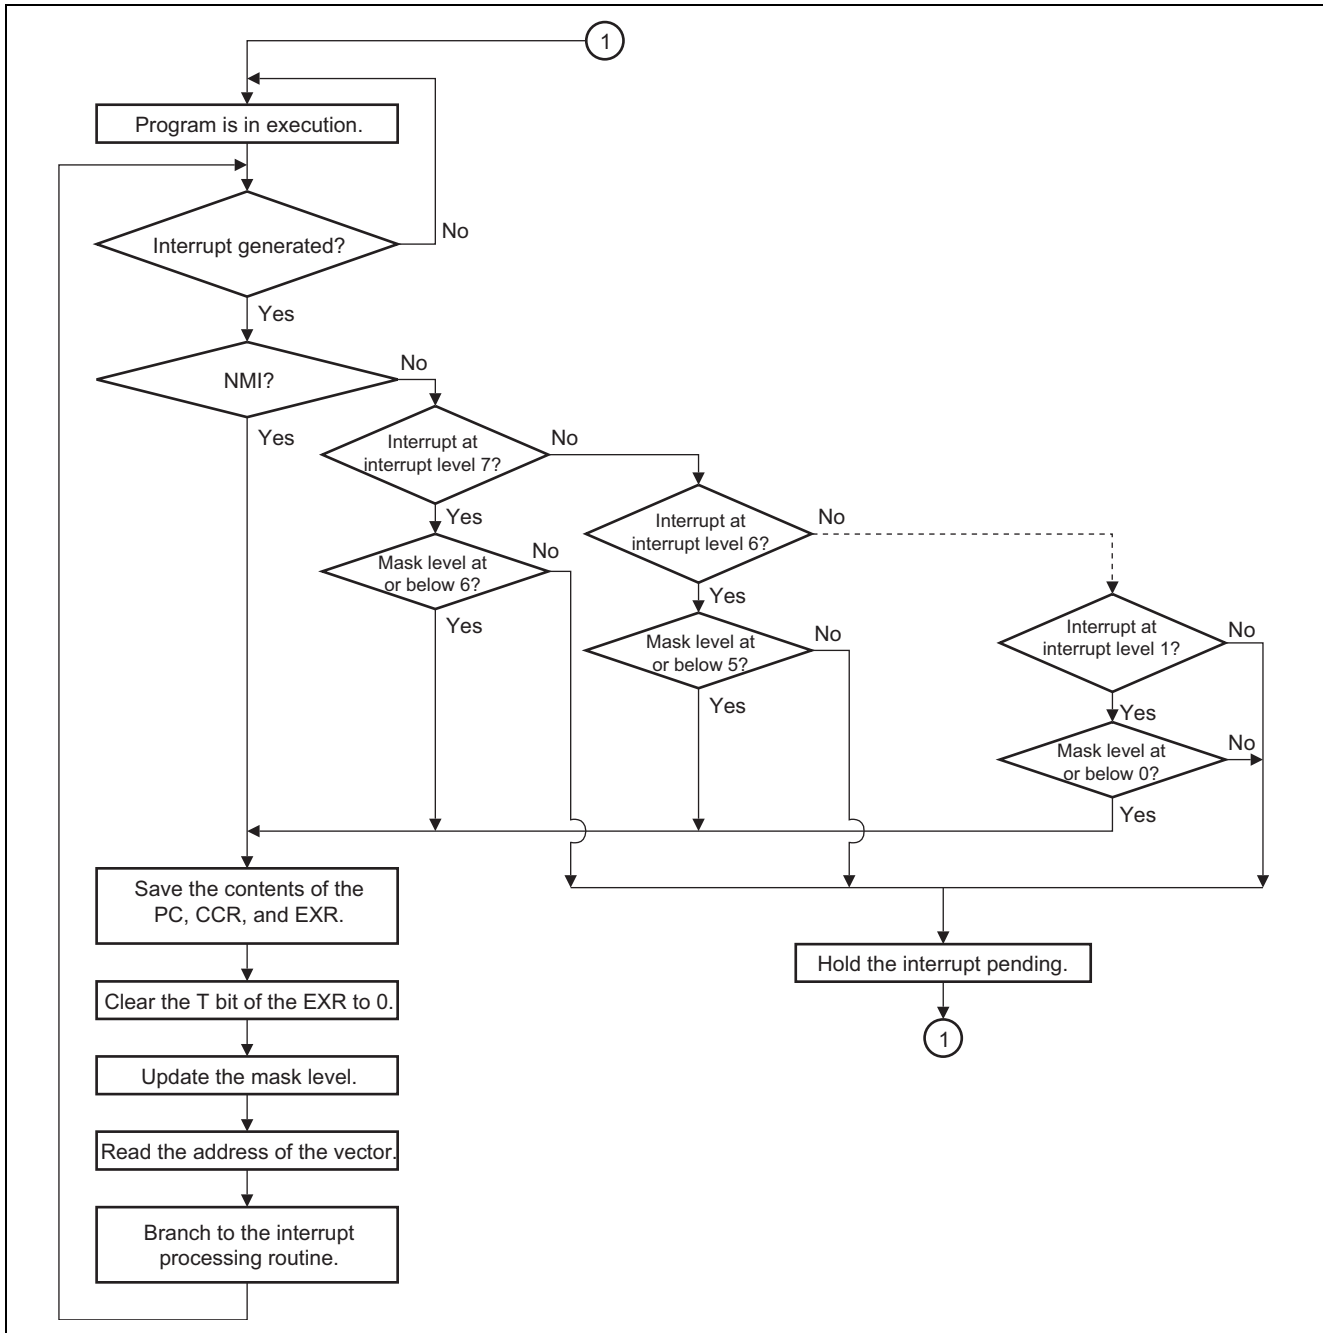 1
Program is in execution.
Interrupt generated?
No
Yes
NMI?
No
Yes
Interrupt at
interrupt level 7?
No
Yes
Mask level at
or below 6?
No
Yes
Interrupt at
interrupt level 6?
No
Yes
Mask level at
or below 5?
No
Yes
Interrupt at
interrupt level 1?
No
Yes
Mask level at
or below 0?
No
Yes
Save the contents of the
PC, CCR, and EXR.
Clear the T bit of the EXR to 0.
Update the mask level.
Read the address of the vector.
Branch to the interrupt
processing routine.
Hold the interrupt pending.
1